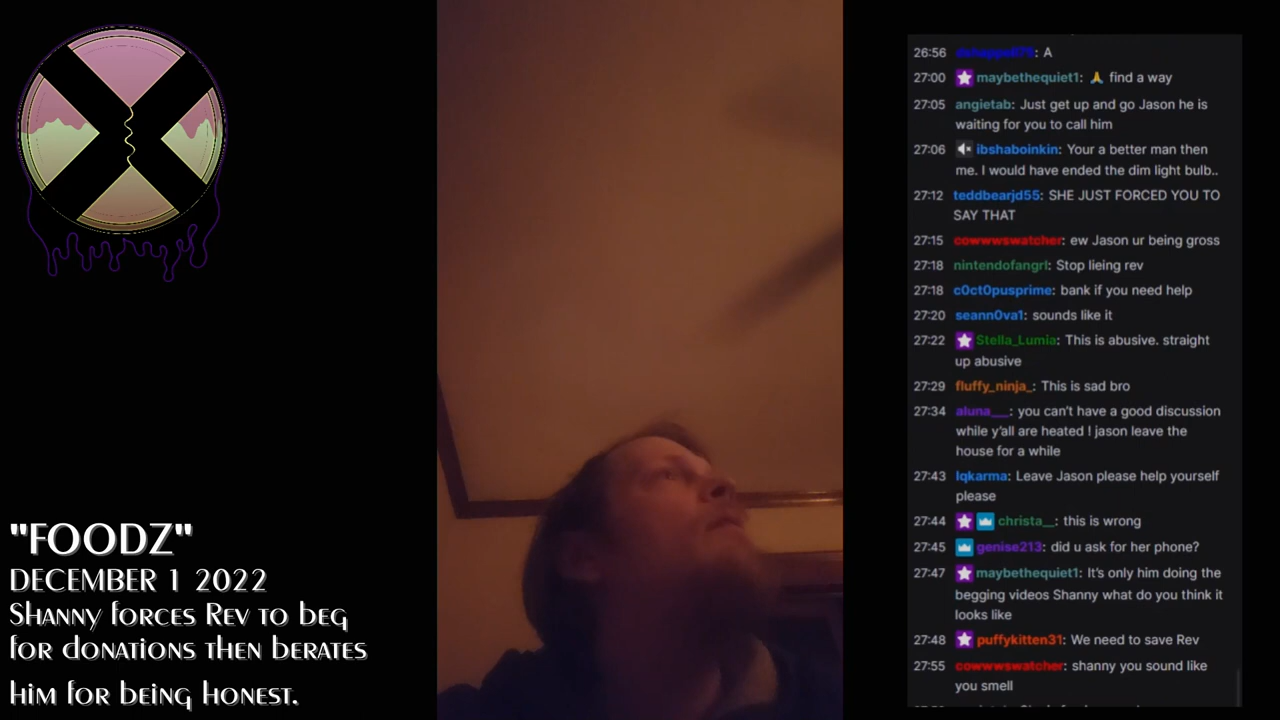 "FOODZ"
DECEMBER 1 2022
Shanny forces Rev to beg
for donations then berates
him for being honest.
26:56 : A
27:00 maybethequiet1: 🙏 find a way
27:05 angietab: Just get up and go Jason he is
waiting for you to call him
27:06 ibshaboinkin: Your a better man then
me. I would have ended the dim light bulb..
27:12 teddbearjd55: SHE JUST FORCED YOU TO
SAY THAT
27:15 cowwwswatcher: ew Jason ur being gross
27:18 nintendofangrl: Stop lieing rev
27:18 c0ct0pusprime: bank if you need help
27:20 seann0va1: sounds like it
27:22 Stella_Lumia: This is abusive. straight
up abusive
27:29 fluffy_ninja_: This is sad bro
27:34 aluna___: you can't have a good discussion
while y'all are heated ! jason leave the
house for a while
27:43 lqkarma: Leave Jason please help yourself
please
27:44 christa__: this is wrong
27:45 genise213: did u ask for her phone?
27:47 maybethequiet1: It's only him doing the
begging videos Shanny what do you think it
looks like
27:48 puffykitten31: We need to save Rev
27:55 cowwwswatcher: shanny you sound like
you smell